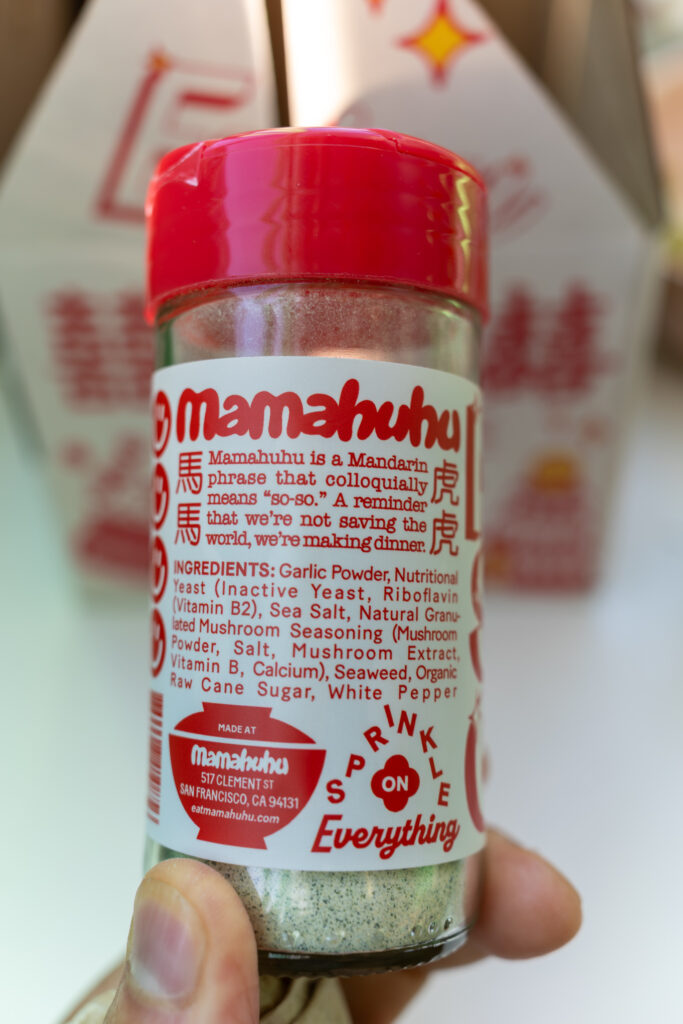 Mamahuhu
馬馬
Mamahuhu is a Mandarin
phrase that colloquially
means “so-so.” A reminder
that we’re not saving the
world, we’re making dinner.
虎虎
INGREDIENTS: Garlic Powder, Nutritional
Yeast (Inactive Yeast, Riboflavin
(Vitamin B2), Sea Salt, Natural Granu-
lated Mushroom Seasoning (Mushroom
Powder, Salt, Mushroom Extract,
Vitamin B, Calcium), Seaweed, Organic
Raw Cane Sugar, White Pepper
MADE AT
Mamahuhu
517 CLEMENT ST
SAN FRANCISCO, CA 94131
eatmamahuhu.com
SPRINKLE
ON
Everything